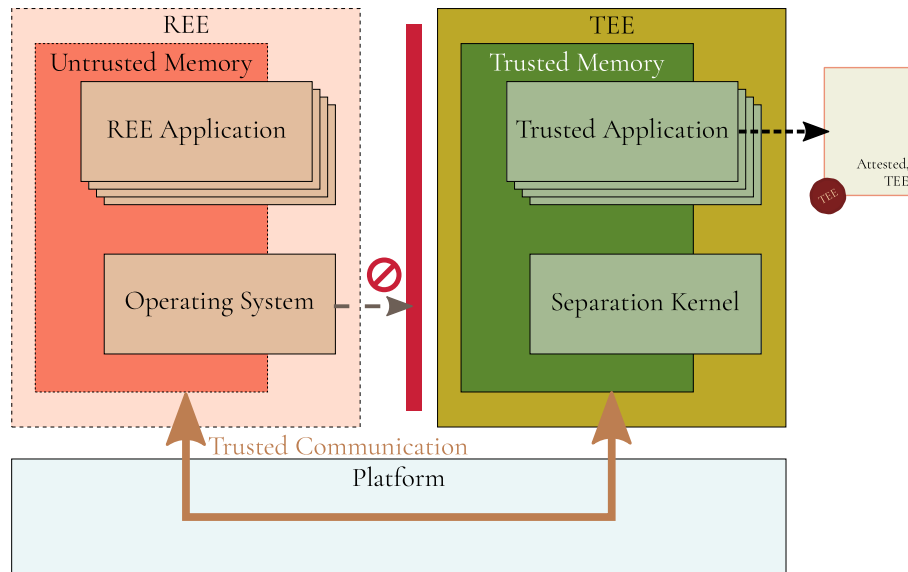 REE
TEE
Untrusted Memory
Trusted Memory
REE Application
Trusted Application
Attested,
TEE
TEE
Operating System
Separation Kernel
Trusted Communication
Platform